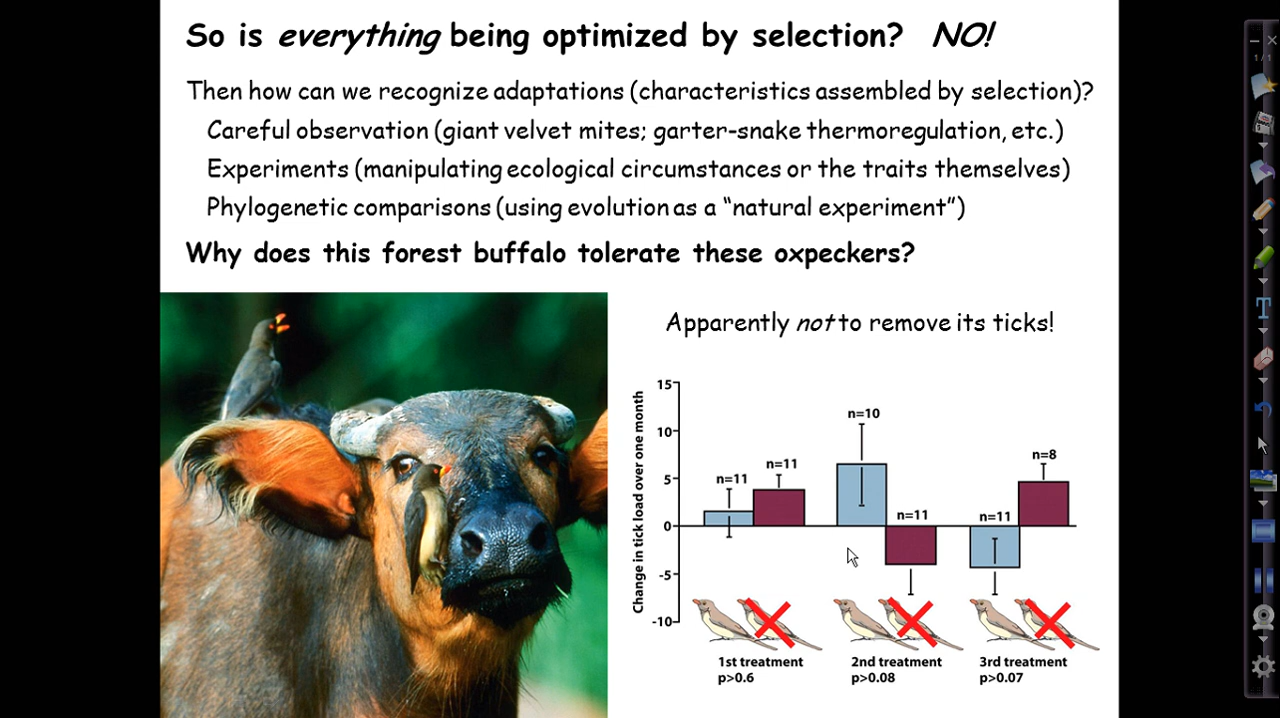 So is everything being optimized by selection? NO!
Then how can we recognize adaptations (characteristics assembled by selection)?
Careful observation (giant velvet mites; garter-snake thermoregulation, etc.)
Experiments (manipulating ecological circumstances or the traits themselves)
Phylogenetic comparisons (using evolution as a “natural experiment”)
Why does this forest buffalo tolerate these oxpeckers?
Apparently not to remove its ticks!
Change in tick load over one month
15
10
5
0
-5
-10
n=11
n=11
n=10
n=11
n=11
n=8
1st treatment
p>0.6
2nd treatment
p>0.08
3rd treatment
p>0.07
1/1
T